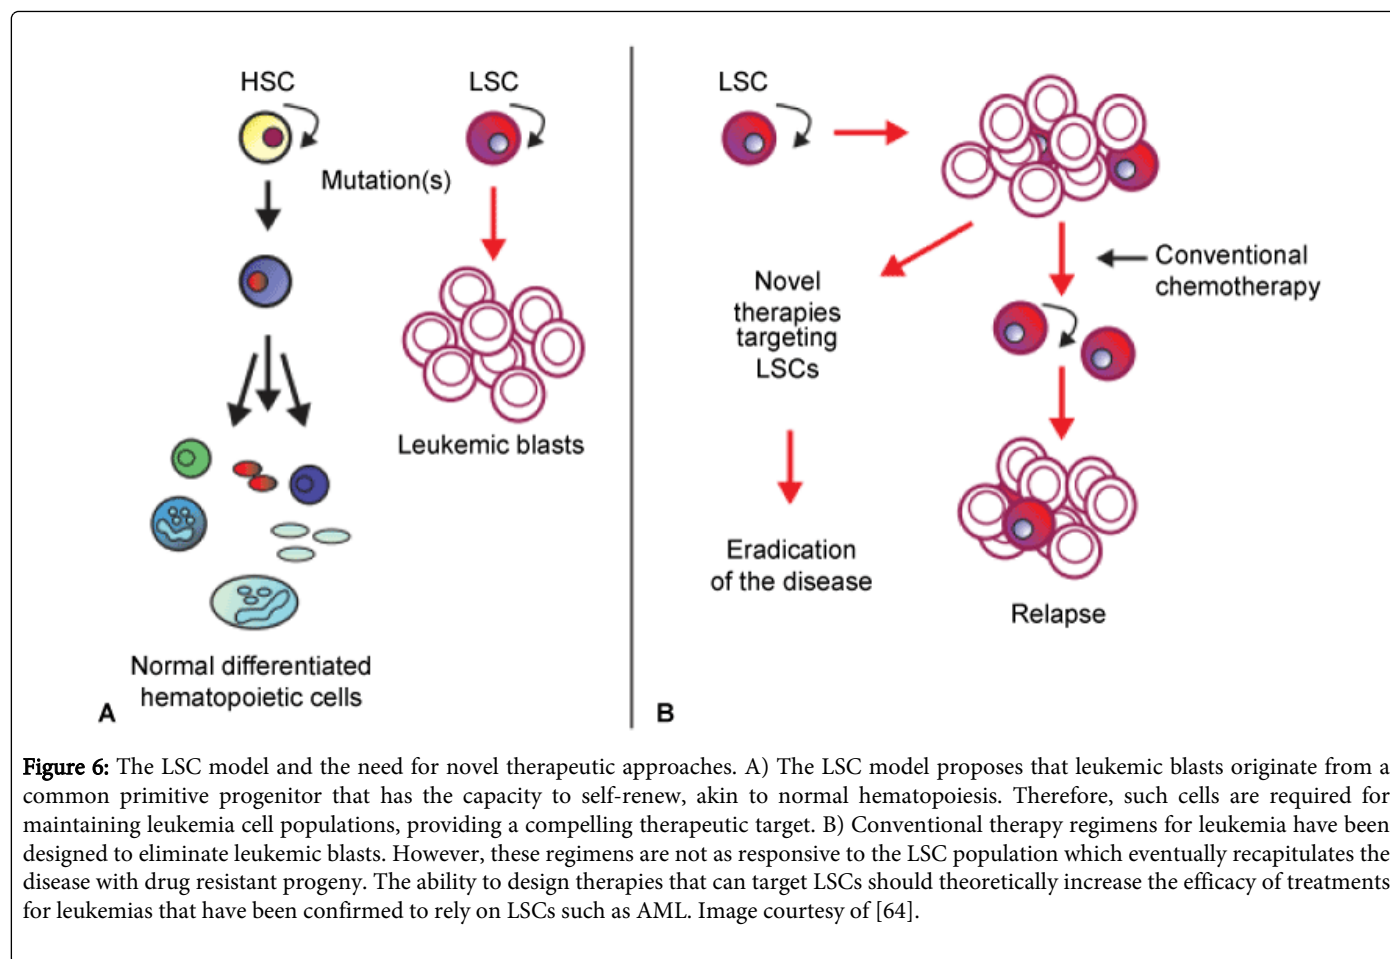 HSC
LSC
Mutation(s)
Leukemic blasts
Normal differentiated
hematopoietic cells
A
LSC
Novel
therapies
targeting
LSCs
Conventional
chemotherapy
Eradication
of the disease
Relapse
B
Figure 6: The LSC model and the need for novel therapeutic approaches. A) The LSC model proposes that leukemic blasts originate from a
common primitive progenitor that has the capacity to self-renew, akin to normal hematopoiesis. Therefore, such cells are required for
maintaining leukemia cell populations, providing a compelling therapeutic target. B) Conventional therapy regimens for leukemia have been
designed to eliminate leukemic blasts. However, these regimens are not as responsive to the LSC population which eventually recapitulates the
disease with drug resistant progeny. The ability to design therapies that can target LSCs should theoretically increase the efficacy of treatments
for leukemias that have been confirmed to rely on LSCs such as AML. Image courtesy of [64].